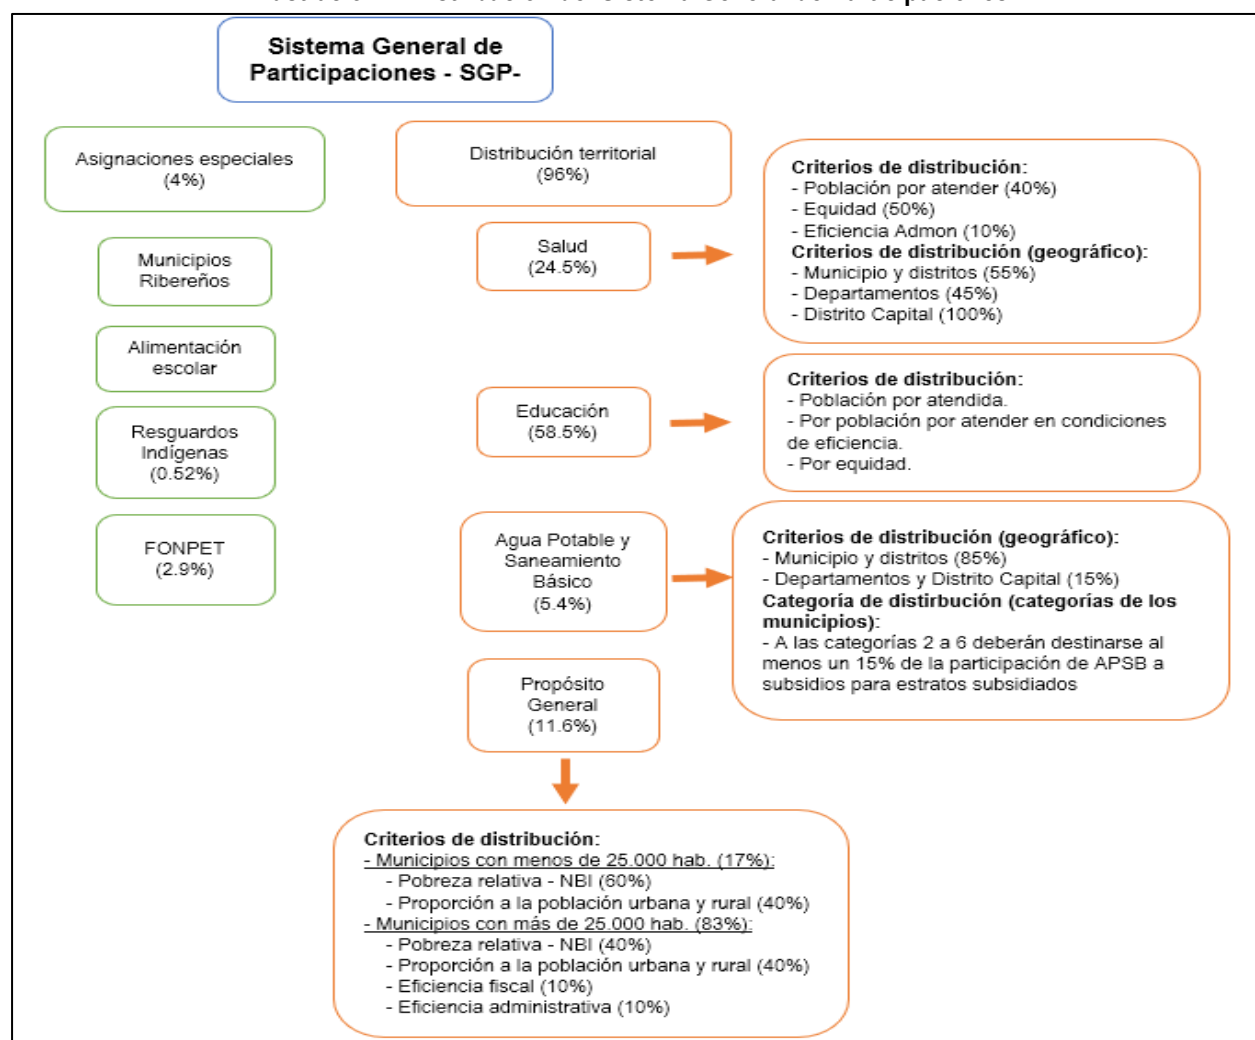 Sistema General de
Participaciones - SGP-
Asignaciones especiales
(4%)
Municipios
Ribereños
Alimentación
escolar
Resguardos
Indígenas
(0.52%)
FONPET
(2.9%)
Distribución territorial
(96%)
Salud
(24.5%)
Criterios de distribución:
- Población por atender (40%)
- Equidad (50%)
- Eficiencia Admon (10%)
Criterios de distribución (geográfico):
- Municipio y distritos (55%)
- Departamentos (45%)
- Distrito Capital (100%)
Educación
(58.5%)
Criterios de distribución:
- Población por atendida.
- Por población por atender en condiciones
de eficiencia.
- Por equidad.
Agua Potable y
Saneamiento
Básico
(5.4%)
Criterios de distribución (geográfico):
- Municipio y distritos (85%)
- Departamentos y Distrito Capital (15%)
Categoría de distirbución (categorías de los
municipios):
- A las categorías 2 a 6 deberán destinarse al
menos un 15% de la participación de APSB a
subsidios para estratos subsidiados
Propósito
General
(11.6%)
Criterios de distribución:
- Municipios con menos de 25.000 hab. (17%):
- Pobreza relativa - NBI (60%)
- Proporción a la población urbana y rural (40%)
- Municipios con más de 25.000 hab. (83%):
- Pobreza relativa - NBI (40%)
- Proporción a la población urbana y rural (40%)
- Eficiencia fiscal (10%)
- Eficiencia administrativa (10%)